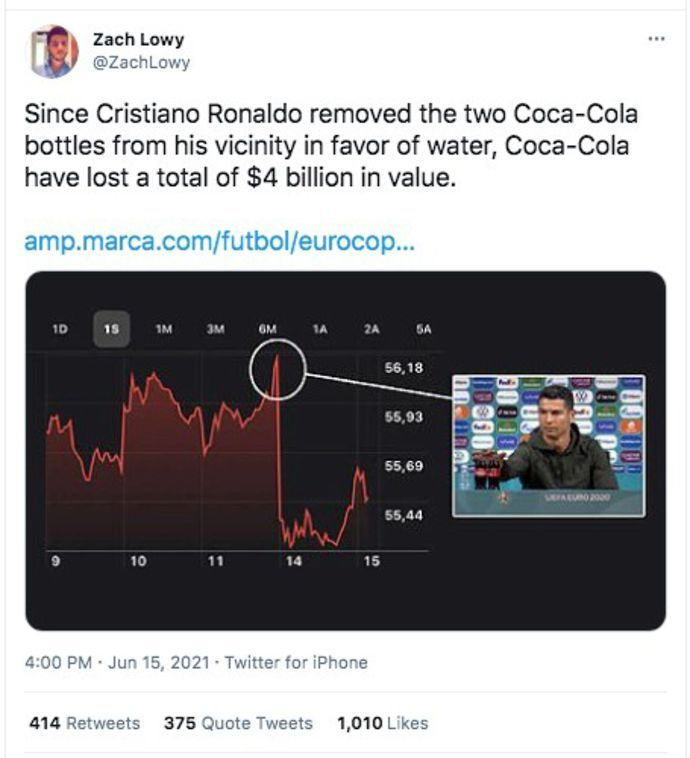 Zach Lowy
@ZachLowy
Since Cristiano Ronaldo removed the two Coca-Cola
bottles from his vicinity in favor of water, Coca-Cola
have lost a total of $4 billion in value.
amp.marca.com/futbol/eurocop...
1D 1S 1M 3M 6M 1A 2A 5A
56,18
55,93
55,69
55,44
9 10 11 14 15
FedEx
UEFA EURO 2020
4:00 PM · Jun 15, 2021 · Twitter for iPhone
414 Retweets 375 Quote Tweets 1,010 Likes